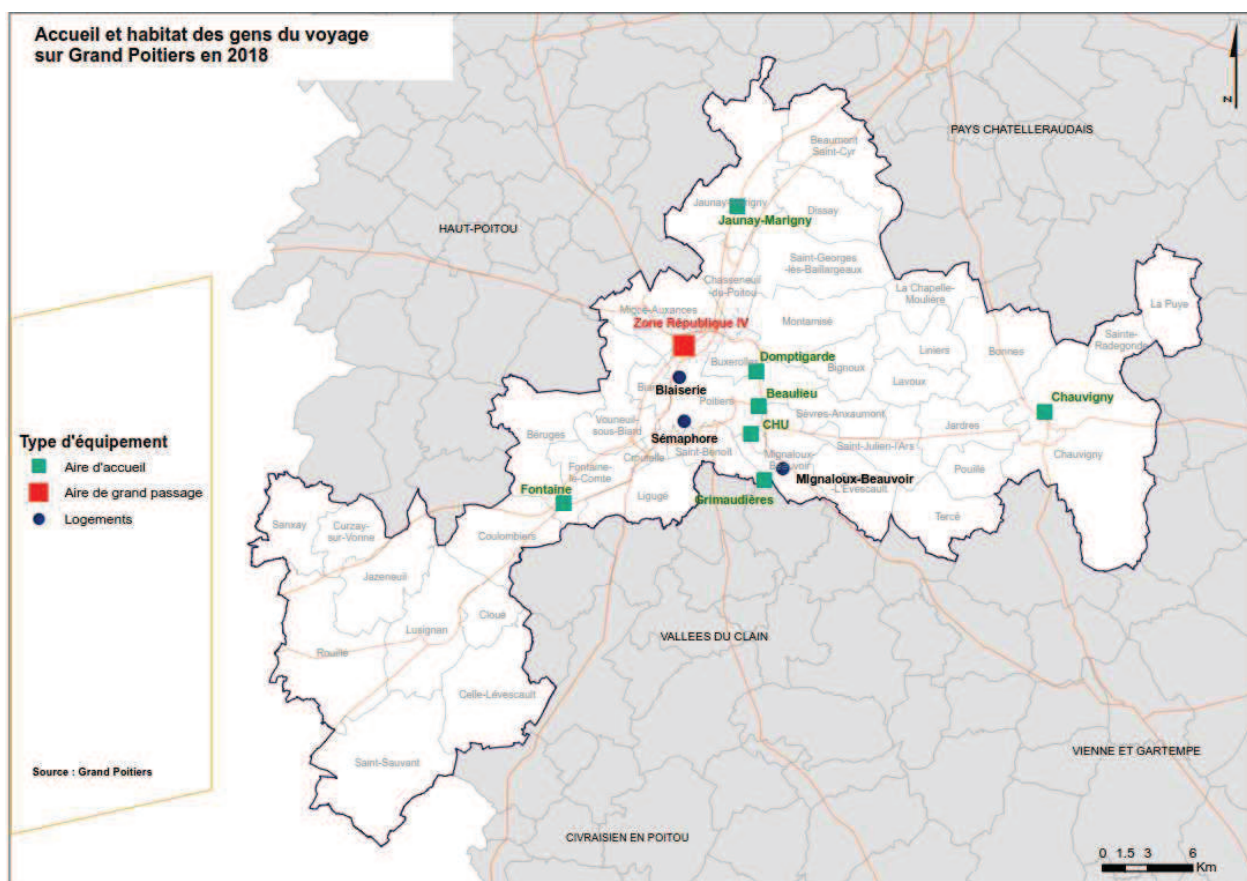 Accueil et habitat des gens du voyage
sur Grand Poitiers en 2018
N
PAYS CHATELLERAUDAIS
Beaumont
Saint-Cyr
Jaunay-Marigny
Jaunay-Marigny
Dissay
HAUT-POITOU
Saint-Georges
-lès-Baillargeaux
Chasseneuil
-du-Poitou
La Chapelle-
Moulière
La Puye
Migné-Auxances
Zone République IV
Montamisé
Sainte-
Radegonde
Liniers
Bonnes
Buxerolles
Domptigarde
Bignoux
Lavoux
Blaiserie
Beaulieu
Poitiers
Chauvigny
Type d'équipement
Aire d'accueil
Aire de grand passage
Logements
Vouneuil-
sous-Biard
Sèvres-Anxaumont
CHU
Jardres
Béruges
Sémaphore
Saint-Benoît
Croutelle
Saint-Julien-l'Ars
Mignaloux-
Beauvoir
Chauvigny
Fontaine-
le-Comte
Pouillé
Mignaloux-Beauvoir
L'Evescault
Fontaine
Ligugé
Grimaudières
Tercé
Sanxay
Curzay-
sur-Vonne
Coulombiers
Jazeneuil
Cloué
Lusignan
Rouillé
VALLEES DU CLAIN
Celle-Lévescault
Saint-Sauvant
VIENNE ET GARTEMPE
Source : Grand Poitiers
CIVRAISIEN EN POITOU
0 1.5 3 6
Km